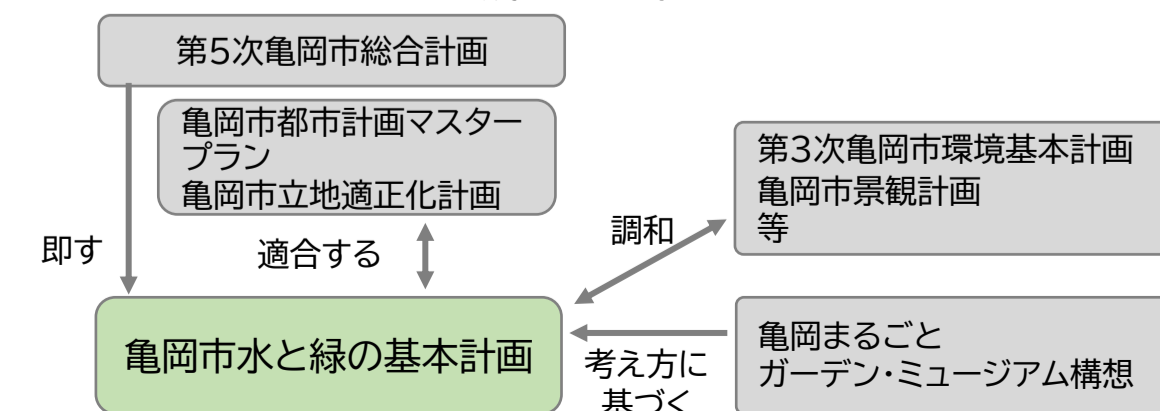 第5次亀岡市総合計画
亀岡市都市計画マスター
プラン
亀岡市立地適正化計画
第3次亀岡市環境基本計画
亀岡市景観計画
等
即す
適合する
調和
亀岡市水と緑の基本計画
考え方に
基づく
亀岡まるごと
ガーデン・ミュージアム構想